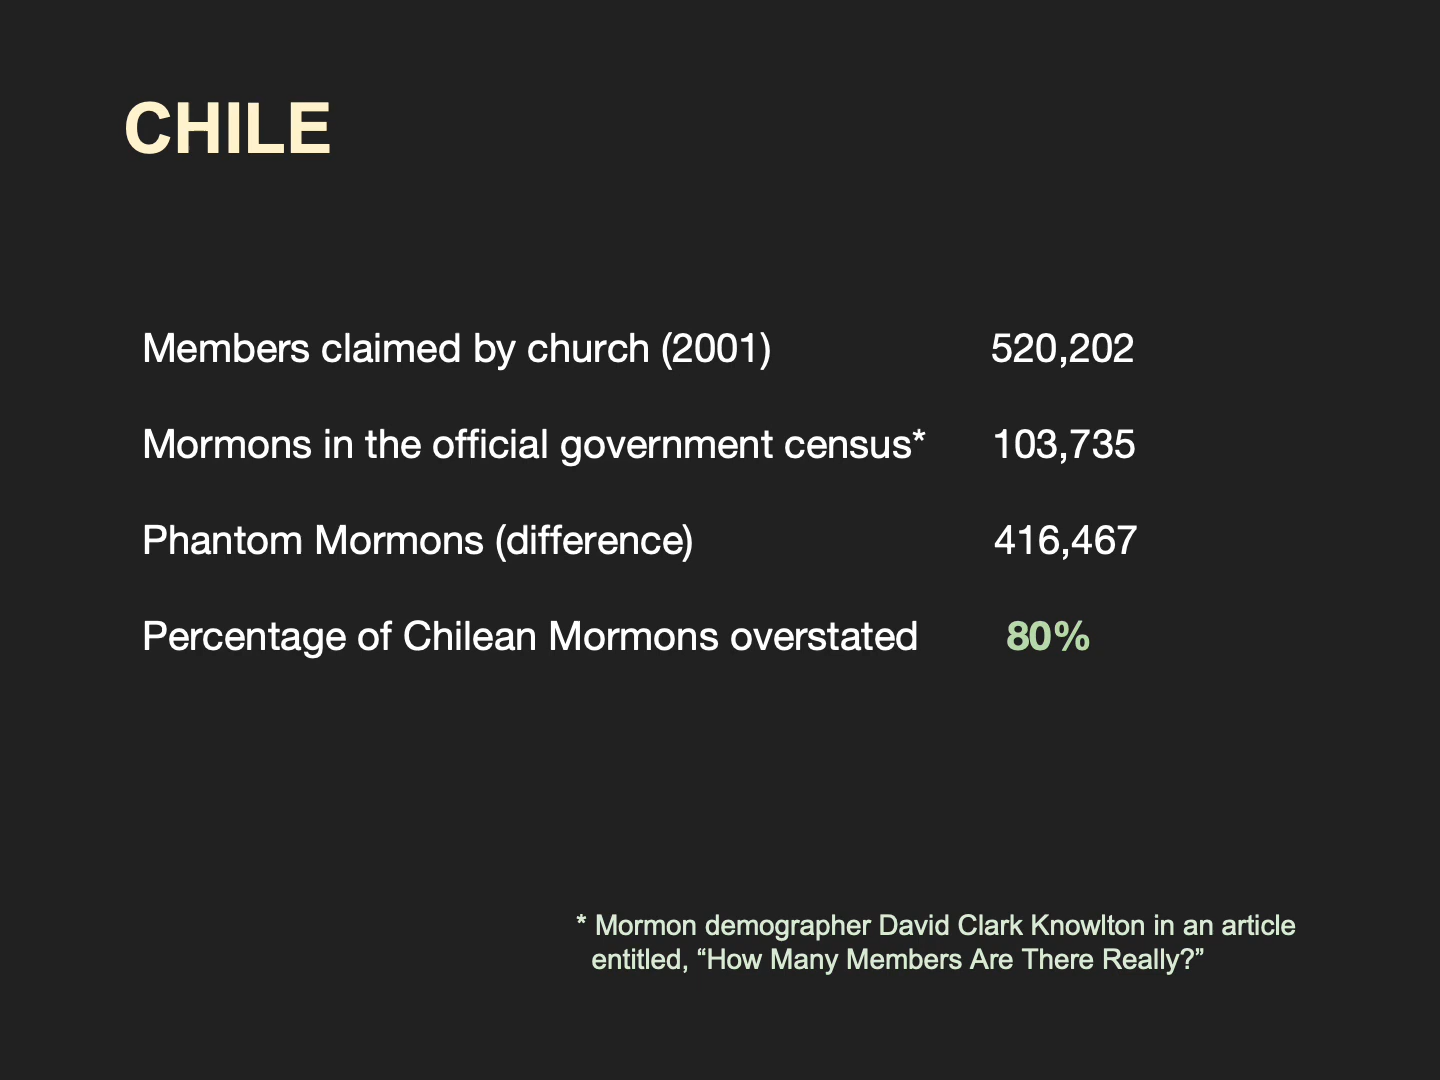 CHILE
Members claimed by church (2001) 520,202
Mormons in the official government census* 103,735
Phantom Mormons (difference) 416,467
Percentage of Chilean Mormons overstated 80%
* Mormon demographer David Clark Knowlton in an article
entitled, “How Many Members Are There Really?”